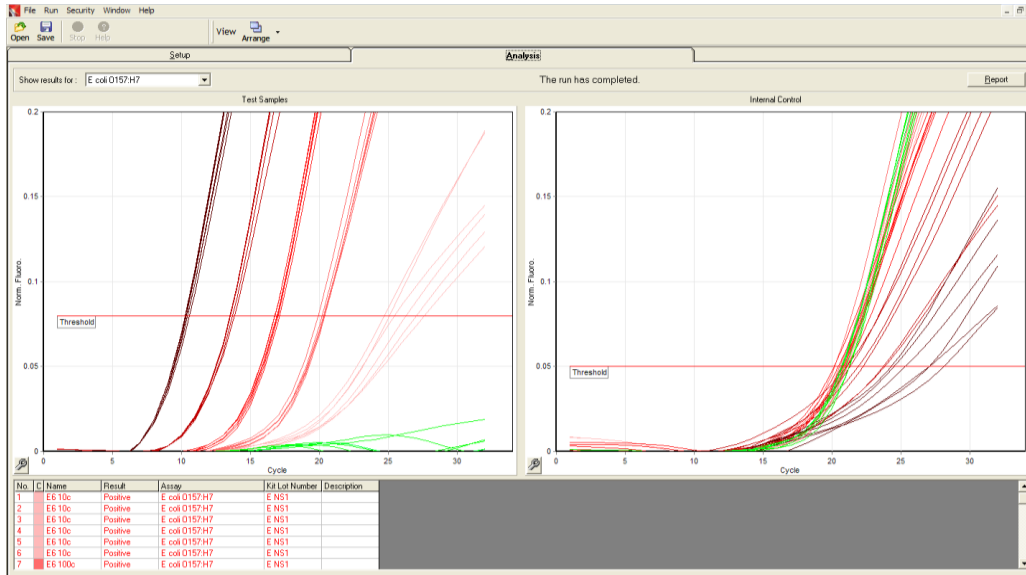 File Run Security Window Help
Open Save Stop Help View Arrange
Setup Analysis
Show results for : E coli O157:H7 The run has completed. Report
Test Samples Internal Control
0.2 0.2
0.15 0.15
Norm. Fluoro. Norm. Fluoro.
0.1 0.1
Threshold
0.05 0.05
Threshold
0 0
0 5 10 15 20 25 30 0 5 10 15 20 25 30
Cycle Cycle
No. C Name Result Assay Kit Lot Number Description
1 E6 10c Positive E coli O157:H7 E NS1
2 E6 10c Positive E coli O157:H7 E NS1
3 E6 10c Positive E coli O157:H7 E NS1
4 E6 10c Positive E coli O157:H7 E NS1
5 E6 10c Positive E coli O157:H7 E NS1
6 E6 10c Positive E coli O157:H7 E NS1
7 E6 100c Positive E coli O157:H7 E NS1